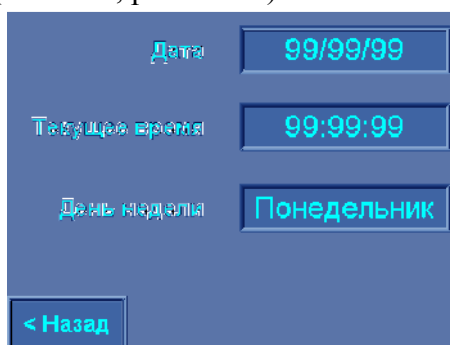 Дата 99/99/99
Текущее время 99:99:99
День недели Понедельник
< Назад